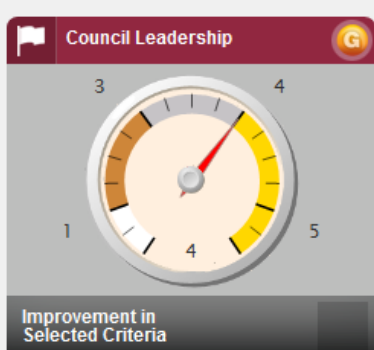 Council Leadership
G
3
4
1
5
4
Improvement in
Selected Criteria